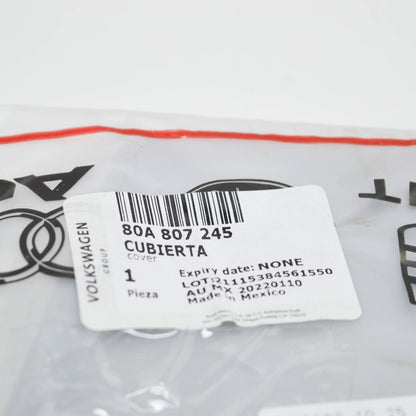 80A 807 245
CUBIERTA
cover
1
Pieza
Expiry date: NONE
LOT:21115384561550
AU MX 20220110
Made in Mexico
VOLKSWAGEN
GROUP